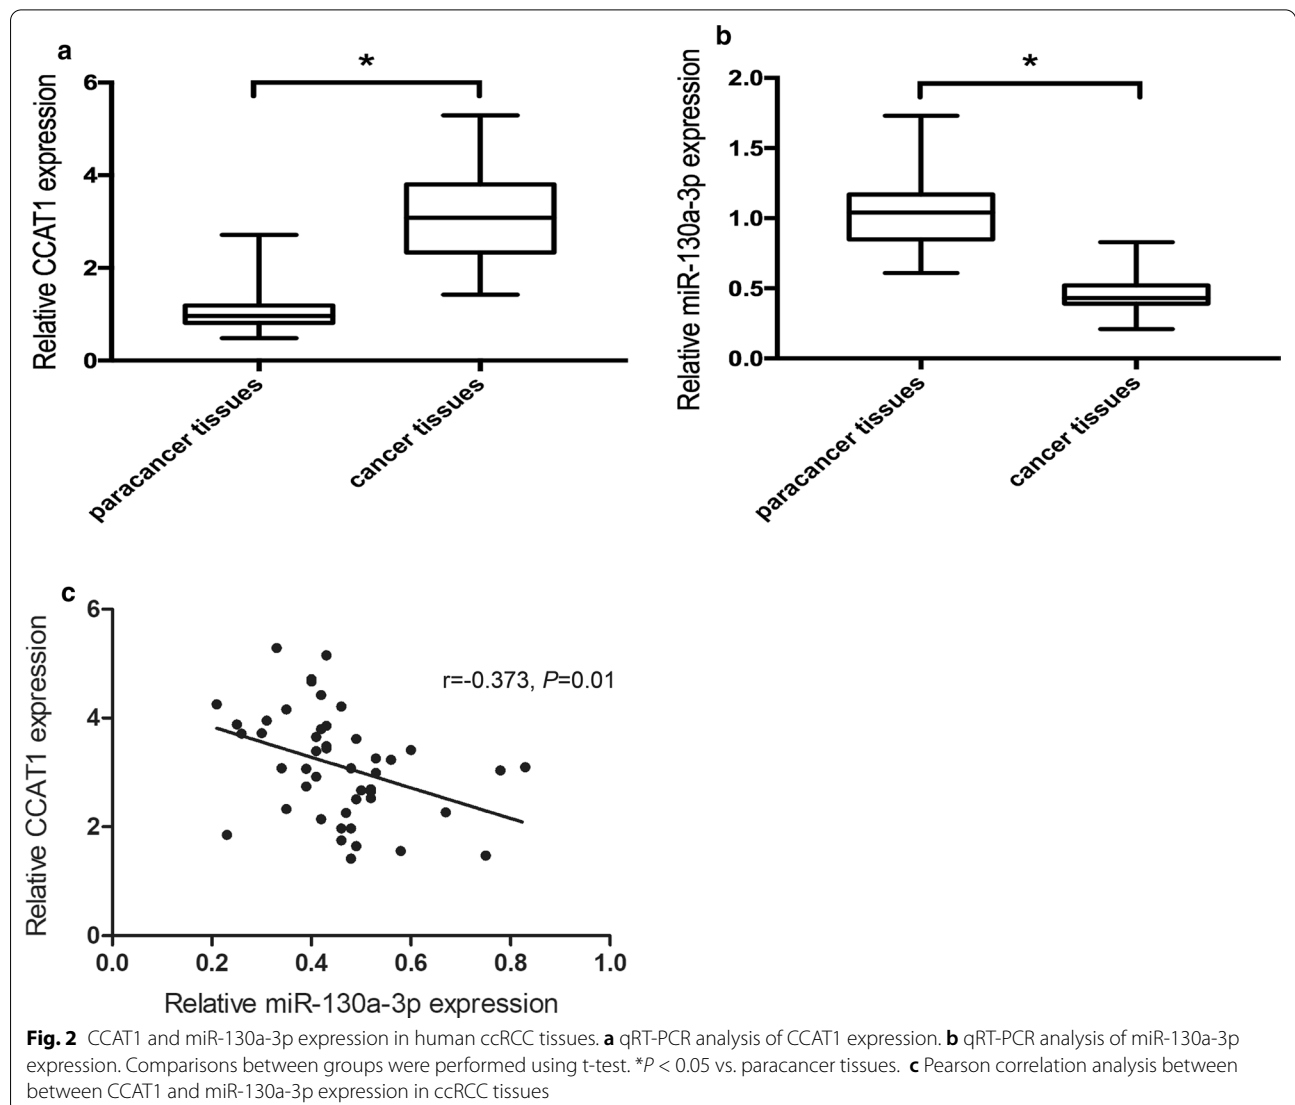 a
*
6
4
2
0
Relative CCAT1 expression
paracancer tissues
cancer tissues
b
*
2.0
1.5
1.0
0.5
0.0
Relative miR-130a-3p expression
paracancer tissues
cancer tissues
c
6
4
2
0
Relative CCAT1 expression
r=-0.373, P=0.01
0.0 0.2 0.4 0.6 0.8 1.0
Relative miR-130a-3p expression
Fig. 2 CCAT1 and miR-130a-3p expression in human ccRCC tissues. a qRT-PCR analysis of CCAT1 expression. b qRT-PCR analysis of miR-130a-3p
expression. Comparisons between groups were performed using t-test. *P < 0.05 vs. paracancer tissues. c Pearson correlation analysis between
between CCAT1 and miR-130a-3p expression in ccRCC tissues